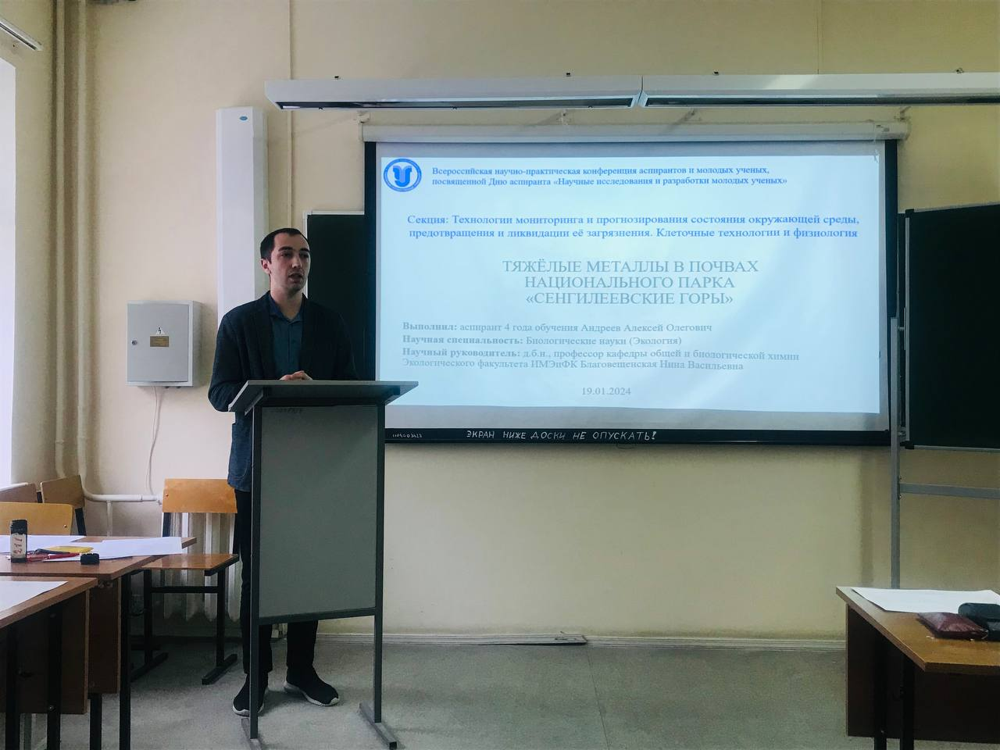 Всероссийская научно-практическая конференция аспирантов и молодых ученых,
посвященной Дню аспиранта «Научные исследования и разработки молодых ученых»
Секция: Технологии мониторинга и прогнозирования состояния окружающей среды,
предотвращения и ликвидации её загрязнения. Клеточные технологии и физиология
ТЯЖЁЛЫЕ МЕТАЛЛЫ В ПОЧВАХ
НАЦИОНАЛЬНОГО ПАРКА
«СЕНГИЛЕЕВСКИЕ ГОРЫ»
Выполнил: аспирант 4 года обучения Андреев Алексей Олегович
Научная специальность: Биологические науки (Экология)
Научный руководитель: д.б.н., профессор кафедры общей и биологической химии
Экологического факультета ИМЭиФК Благовещенская Нина Васильевна
19.01.2024
ЭКРАН НИЖЕ ДОСКИ НЕ ОПУСКАТЬ!